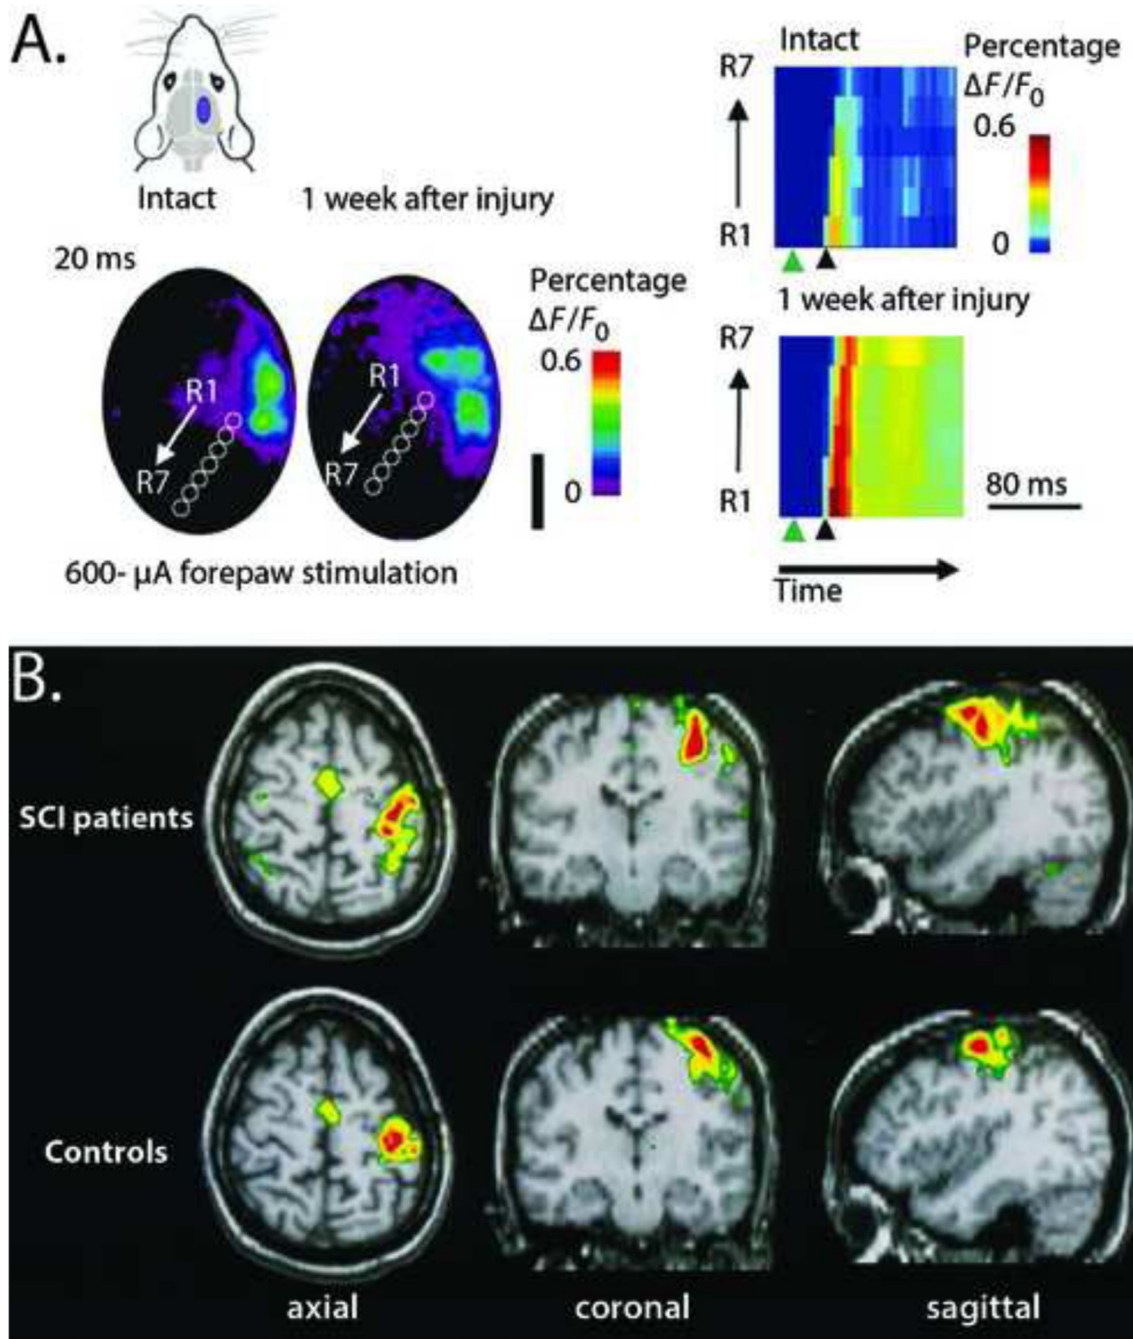 A.
Intact
1 week after injury
20 ms
R1
R7
R1
R7
Percentage
ΔF/F0
0.6
0
600- μA forepaw stimulation
Intact
R7
R1
Percentage
ΔF/F0
0.6
0
1 week after injury
R7
R1
80 ms
Time
B.
SCI patients
Controls
axial
coronal
sagittal